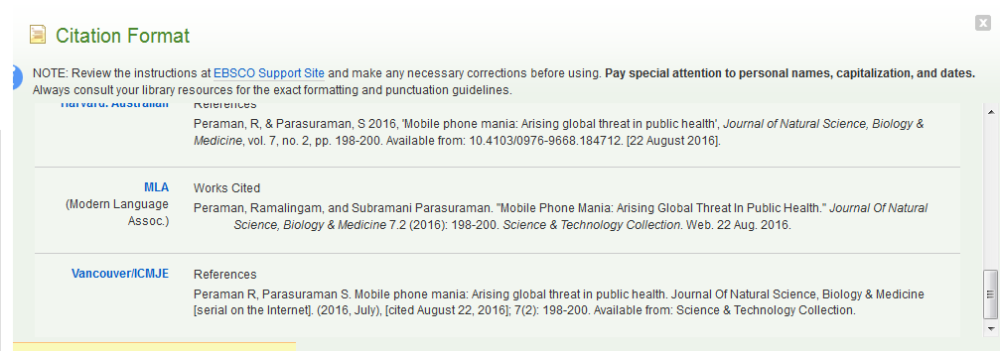 Citation Format
NOTE: Review the instructions at EBSCO Support Site and make any necessary corrections before using. Pay special attention to personal names, capitalization, and dates.
Always consult your library resources for the exact formatting and punctuation guidelines.
Harvard: Australian
References
Peraman, R, & Parasuraman, S 2016, 'Mobile phone mania: Arising global threat in public health', Journal of Natural Science, Biology &
Medicine, vol. 7, no. 2, pp. 198-200. Available from: 10.4103/0976-9668.184712. [22 August 2016].
MLA
(Modern Language
Assoc.)
Works Cited
Peraman, Ramalingam, and Subramani Parasuraman. "Mobile Phone Mania: Arising Global Threat In Public Health." Journal Of Natural
Science, Biology & Medicine 7.2 (2016): 198-200. Science & Technology Collection. Web. 22 Aug. 2016.
Vancouver/ICMJE
References
Peraman R, Parasuraman S. Mobile phone mania: Arising global threat in public health. Journal Of Natural Science, Biology & Medicine
[serial on the Internet]. (2016, July), [cited August 22, 2016]; 7(2): 198-200. Available from: Science & Technology Collection.